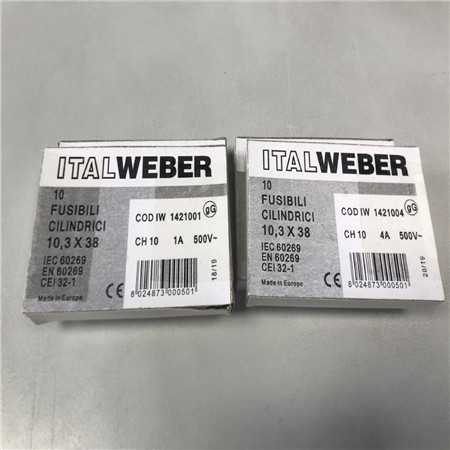 ITALWEBER
10
FUSIBILI
CILINDRICI
10,3 X 38
IEC 60269
EN 60269
CEI 32-1
Made in Europe
CE
COD IW 1421001
gG
CH 10 1A 500V~
8 024873 000501
18/19
ITALWEBER
10
FUSIBILI
CILINDRICI
10,3 X 38
IEC 60269
EN 60269
CEI 32-1
Made in Europe
CE
COD IW 1421004
gG
CH 10 4A 500V~
8 024873 000501
20/19